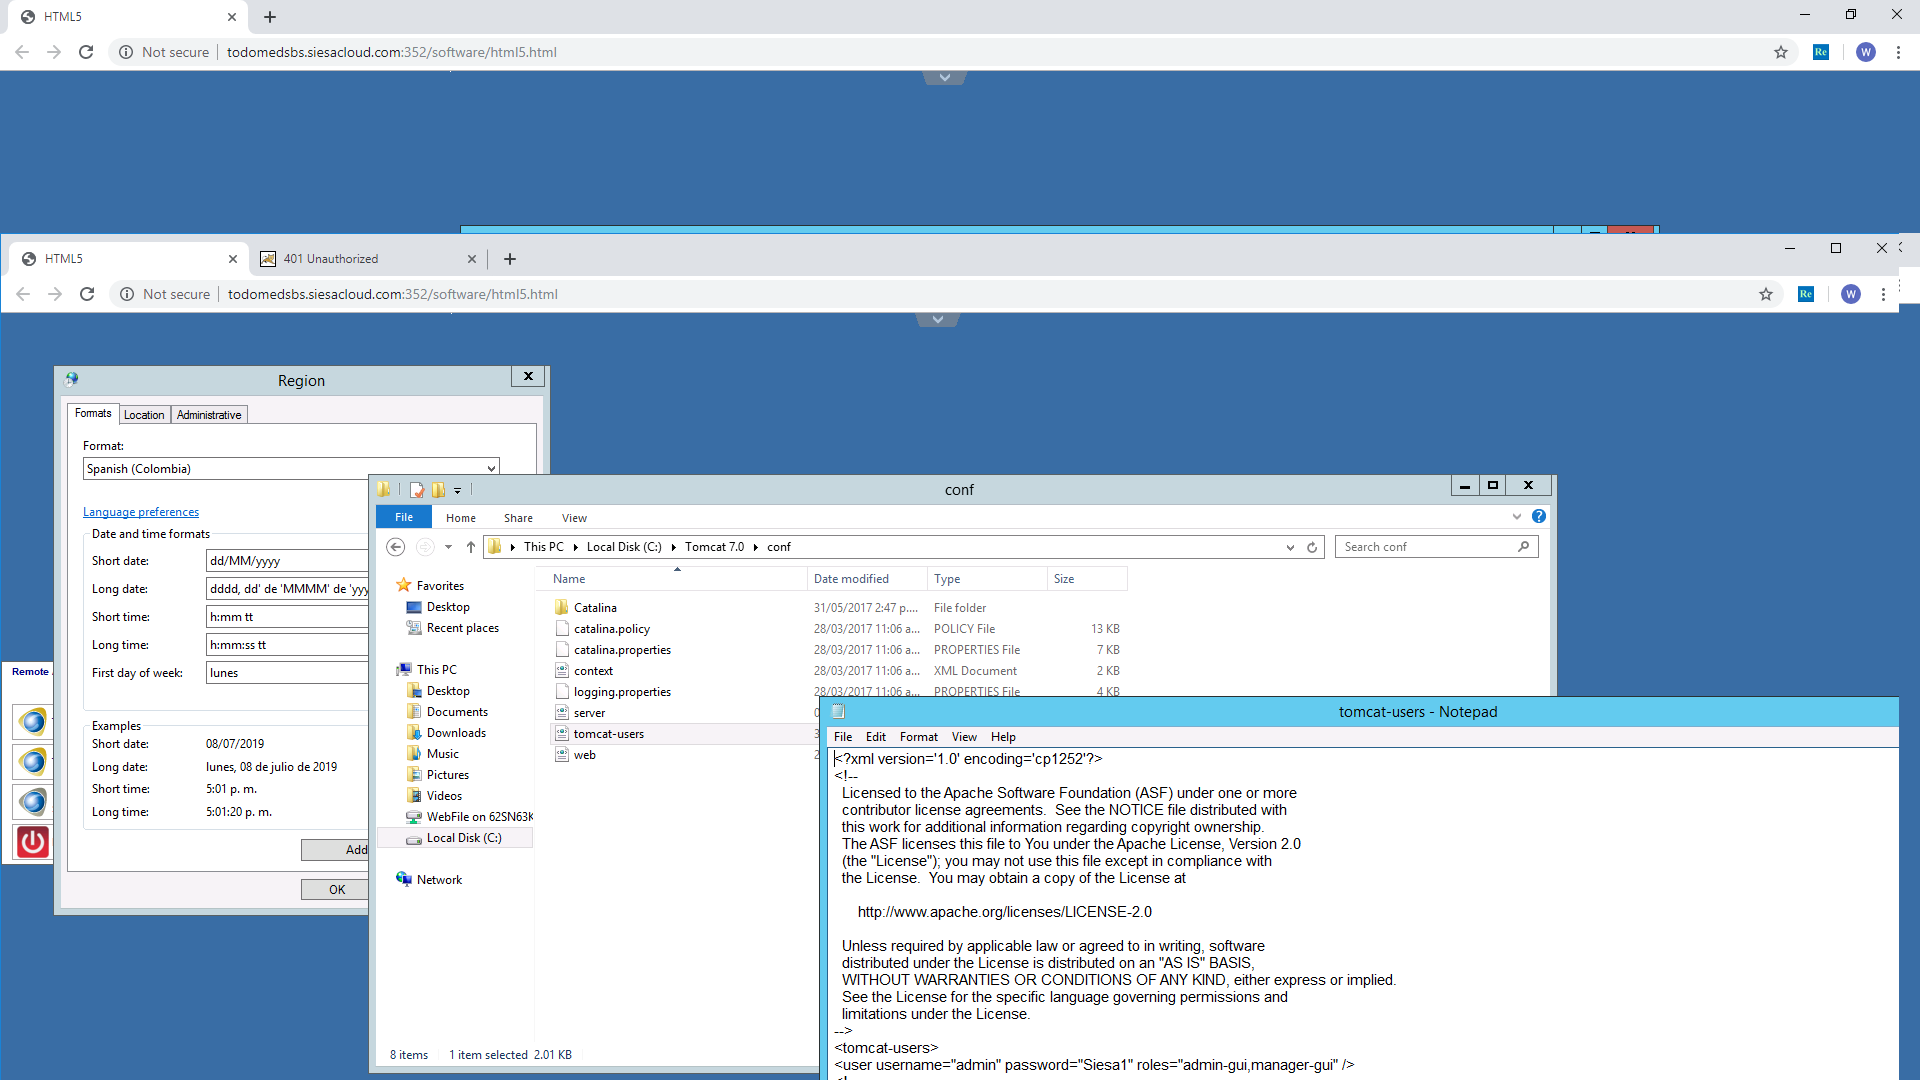 HTML5
Not secure
todomedsbs.siesacloud.com:352/software/html5.html
Re
W
HTML5
401 Unauthorized
Not secure
todomedsbs.siesacloud.com:352/software/html5.html
Re
W
Region
Formats
Location
Administrative
Format:
Spanish (Colombia)
Language preferences
Date and time formats
Short date: dd/MM/yyyy
Long date: dddd, dd' de 'MMMM' de 'yyy
Short time: h:mm tt
Long time: h:mm:ss tt
First day of week: lunes
Examples
Short date: 08/07/2019
Long date: lunes, 08 de julio de 2019
Short time: 5:01 p. m.
Long time: 5:01:20 p. m.
Add
OK
Remote
conf
File Home Share View
This PC Local Disk (C:) Tomcat 7.0 conf
Search conf
Favorites
Desktop
Recent places
This PC
Desktop
Documents
Downloads
Music
Pictures
Videos
WebFile on 62SN63K
Local Disk (C:)
Network
Name Date modified Type Size
Catalina 31/05/2017 2:47 p.... File folder
catalina.policy 28/03/2017 11:06 a... POLICY File 13 KB
catalina.properties 28/03/2017 11:06 a... PROPERTIES File 7 KB
context 28/03/2017 11:06 a... XML Document 2 KB
logging.properties 28/03/2017 11:06 a... PROPERTIES File 4 KB
server
tomcat-users
web
8 items 1 item selected 2.01 KB
tomcat-users - Notepad
File Edit Format View Help
<?xml version='1.0' encoding='cp1252'?>
<!--
Licensed to the Apache Software Foundation (ASF) under one or more
contributor license agreements.  See the NOTICE file distributed with
this work for additional information regarding copyright ownership.
The ASF licenses this file to You under the Apache License, Version 2.0
(the "License"); you may not use this file except in compliance with
the License.  You may obtain a copy of the License at
http://www.apache.org/licenses/LICENSE-2.0
Unless required by applicable law or agreed to in writing, software
distributed under the License is distributed on an "AS IS" BASIS,
WITHOUT WARRANTIES OR CONDITIONS OF ANY KIND, either express or implied.
See the License for the specific language governing permissions and
limitations under the License.
-->
<tomcat-users>
<user username="admin" password="Siesa1" roles="admin-gui,manager-gui" />